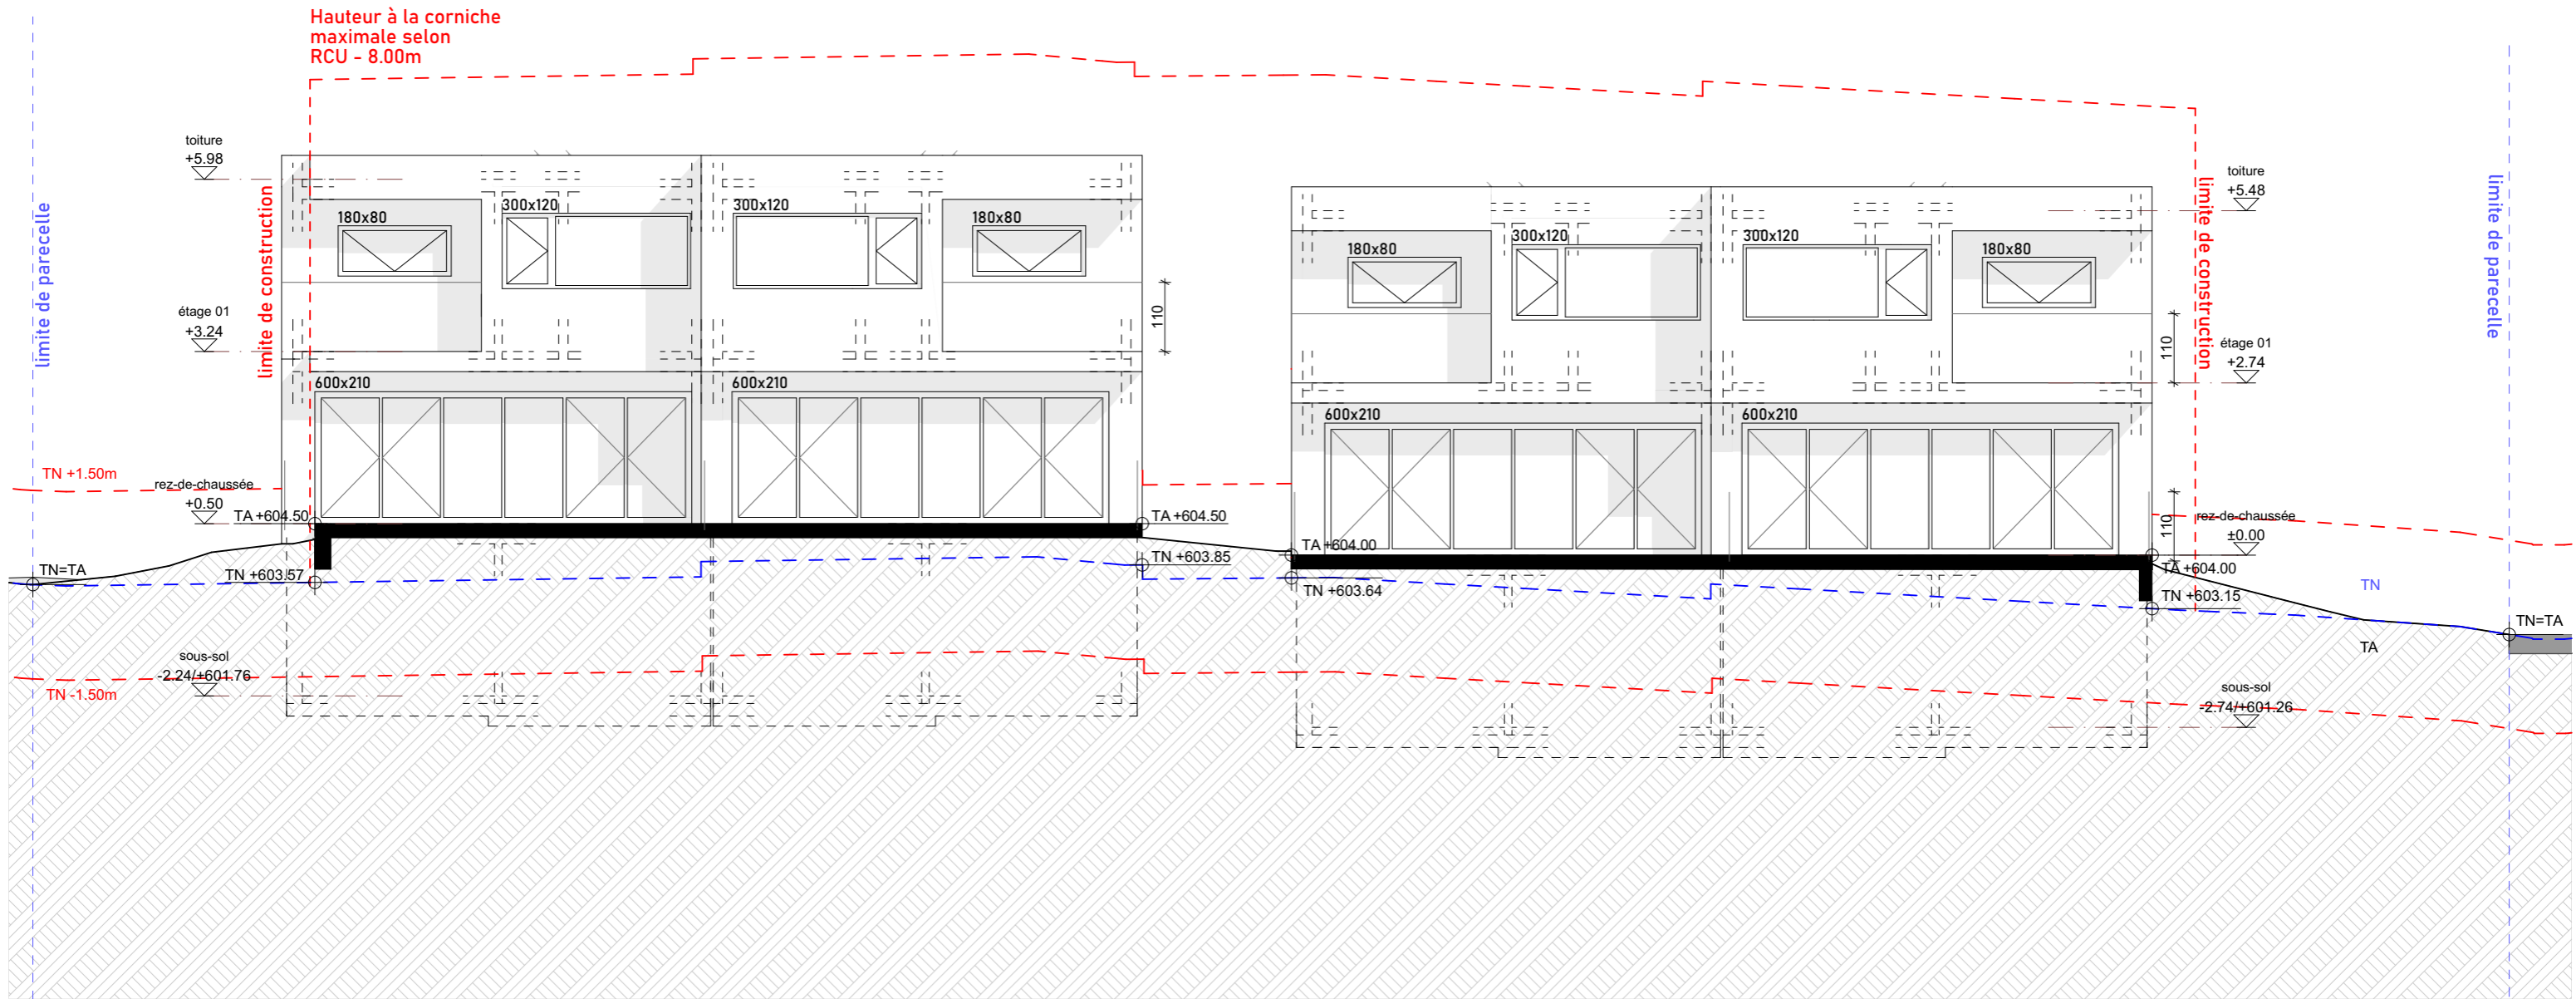 Hauteur à la corniche
maximale selon
RCU - 8.00m
toiture
+5.98
toiture
+5.48
limite de parecelle
limite de construction
limite de construction
limite de parecelle
180x80
300x120
300x120
180x80
180x80
300x120
300x120
180x80
étage 01
+3.24
110
110
étage 01
+2.74
600x210
600x210
600x210
600x210
TN +1.50m
rez-de-chaussée
+0.50
TA +604.50
TA +604.50
TA +604.00
110
rez-de-chaussée
±0.00
TN=TA
TN +603.57
TN +603.85
TN +603.64
TA +604.00
TN +603.15
TN
TN=TA
TA
sous-sol
-2.24/+601.76
TN -1.50m
sous-sol
-2.74/+601.26